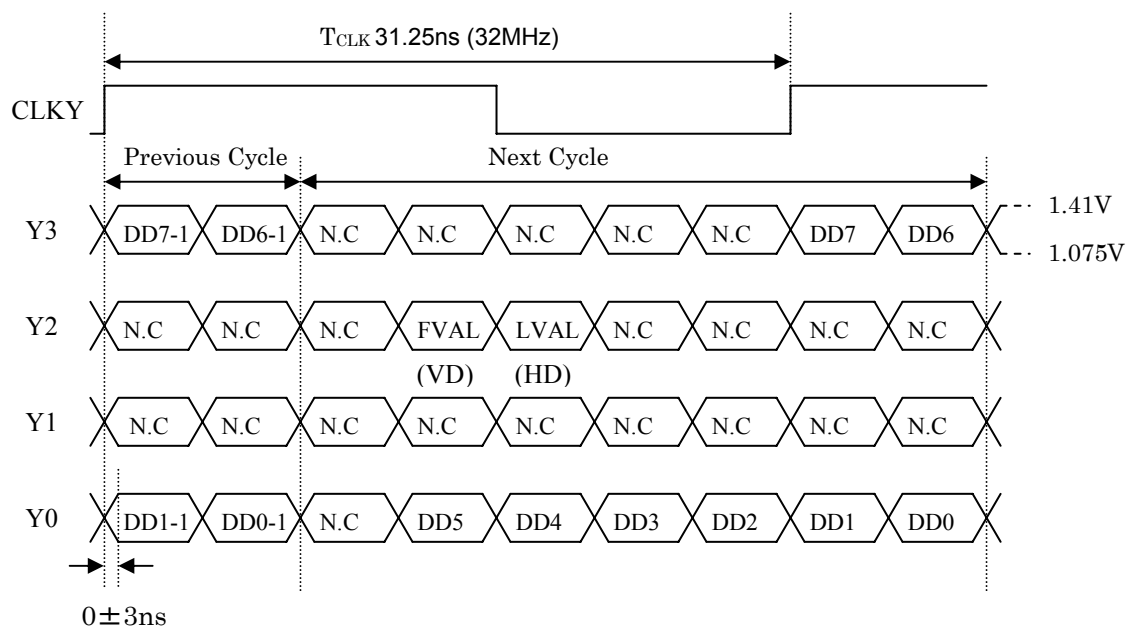 TCLK 31.25ns (32MHz)
CLKY
Previous Cycle Next Cycle
Y3 DD7-1 DD6-1 N.C N.C N.C N.C N.C DD7 DD6 1.41V
1.075V
Y2 N.C N.C N.C FVAL LVAL N.C N.C N.C N.C
(VD) (HD)
Y1 N.C N.C N.C N.C N.C N.C N.C N.C N.C
Y0 DD1-1 DD0-1 N.C DD5 DD4 DD3 DD2 DD1 DD0
0±3ns